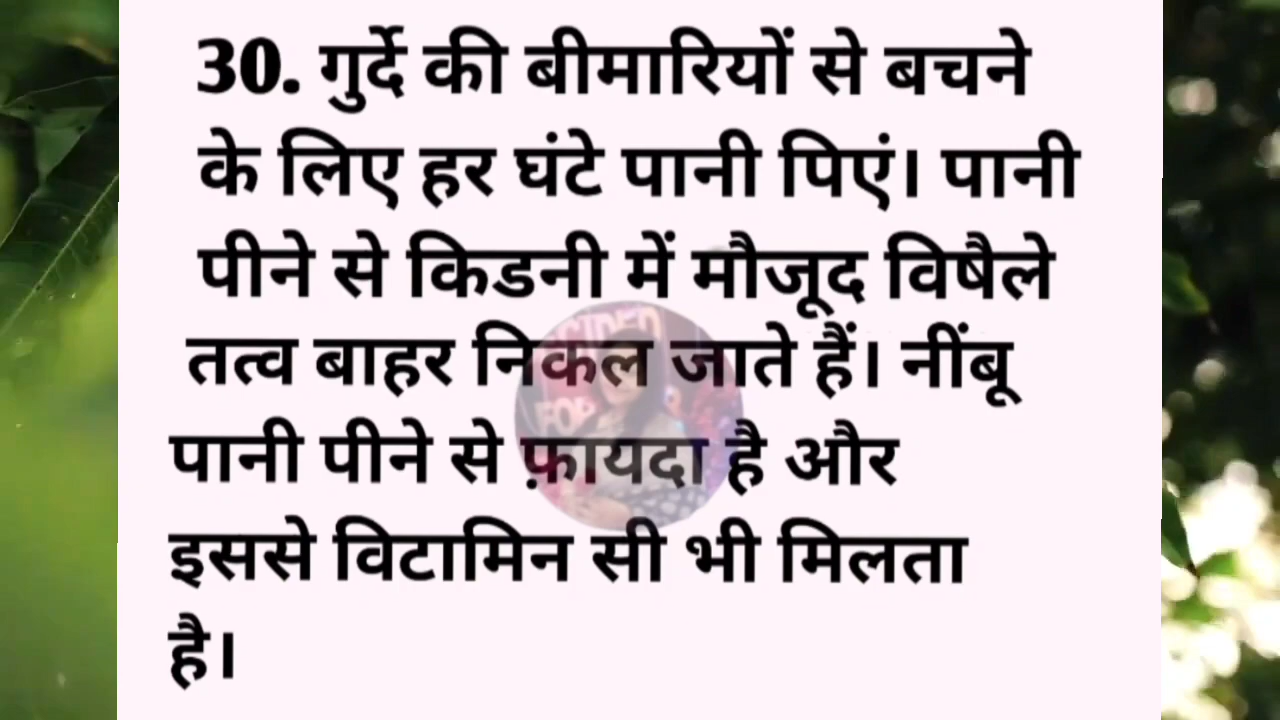 30. गुर्दे की बीमारियों से बचने
के लिए हर घंटे पानी पिएं। पानी
पीने से किडनी में मौजूद विषैले
तत्व बाहर निकल जाते हैं। नींबू
पानी पीने से फ़ायदा है और
इससे विटामिन सी भी मिलता
है।